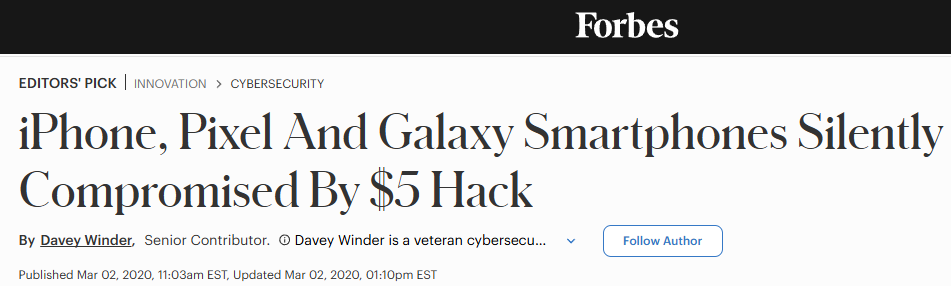 Forbes
EDITORS' PICK | INNOVATION > CYBERSECURITY
iPhone, Pixel And Galaxy Smartphones Silently
Compromised By $5 Hack
By Davey Winder, Senior Contributor. ⓘ Davey Winder is a veteran cybersecu... Follow Author
Published Mar 02, 2020, 11:03am EST, Updated Mar 02, 2020, 01:10pm EST